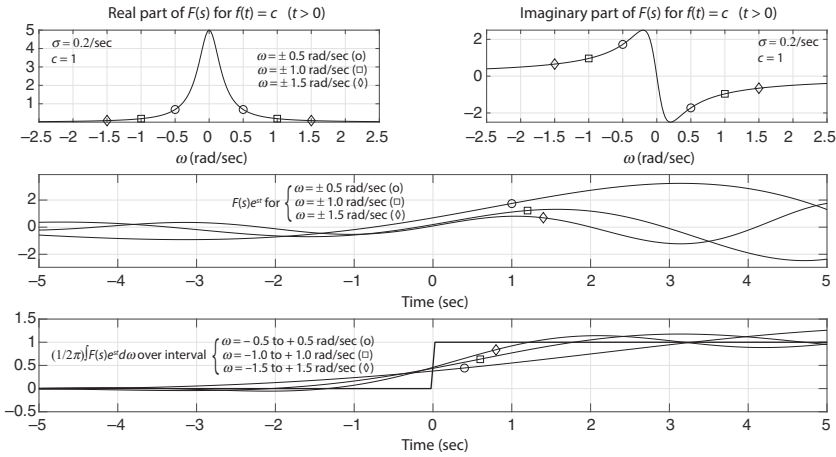 Real part of F(s) for f(t) = c (t > 0)
5
4
3
2
1
σ = 0.2/sec
c = 1
ω = ± 0.5 rad/sec (o)
ω = ± 1.0 rad/sec (□)
ω = ± 1.5 rad/sec (◊)
−2.5 −2 −1.5 −1 −0.5 0 0.5 1 1.5 2 2.5
ω (rad/sec)
Imaginary part of F(s) for f(t) = c (t > 0)
2
0
−2
σ = 0.2/sec
c = 1
−2.5 −2 −1.5 −1 −0.5 0 0.5 1 1.5 2 2.5
ω (rad/sec)
2
0
−2
F(s)eˢᵗ for
ω = ± 0.5 rad/sec (o)
ω = ± 1.0 rad/sec (□)
ω = ± 1.5 rad/sec (◊)
−5 −4 −3 −2 −1 0 1 2 3 4 5
Time (sec)
1.5
1
0.5
0
−0.5
(1/2π)∫F(s)eˢᵗdω over interval
ω = − 0.5 to + 0.5 rad/sec (o)
ω = −1.0 to + 1.0 rad/sec (□)
ω = −1.5 to + 1.5 rad/sec (◊)
−5 −4 −3 −2 −1 0 1 2 3 4 5
Time (sec)